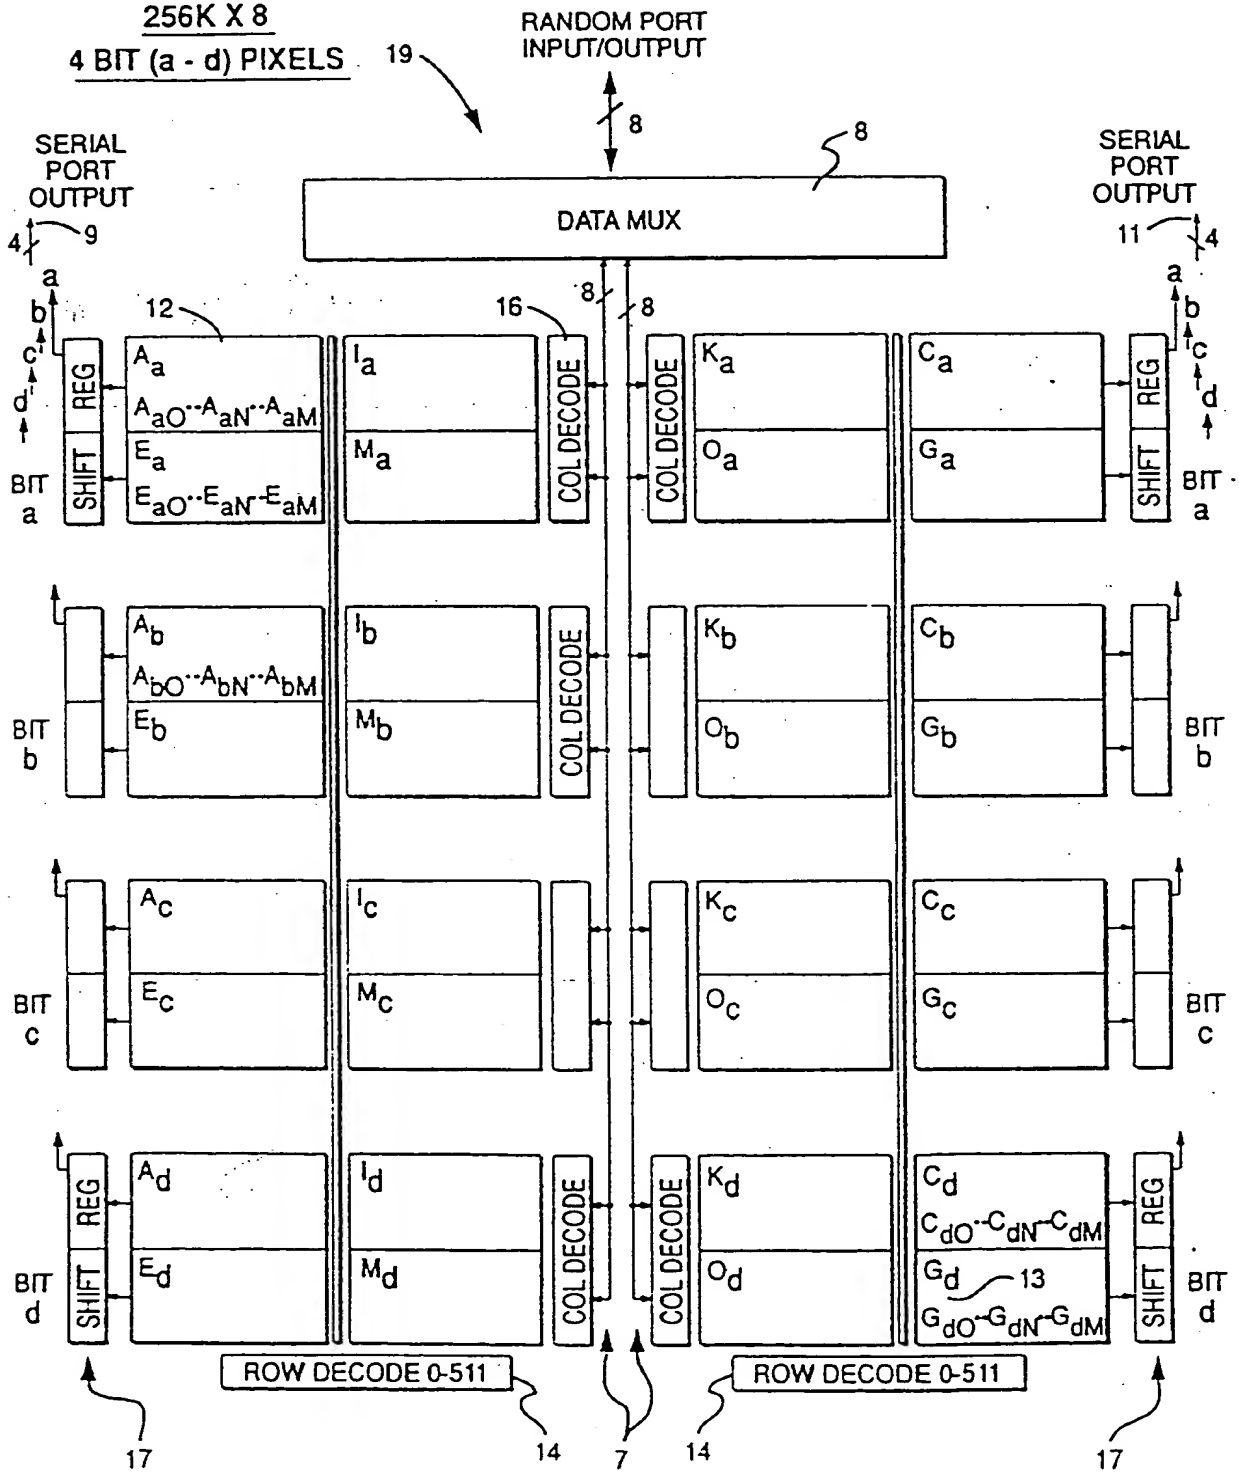 256K X 8
4 BIT (a - d) PIXELS
19
RANDOM PORT
INPUT/OUTPUT
8
8
SERIAL
PORT
OUTPUT
9
4
SERIAL
PORT
OUTPUT
11
4
DATA MUX
8
8
a
b
c
d
a
b
c
d
12
16
REG
SHIFT
Aa
AaO--AaN--AaM
Ea
EaO--EaN--EaM
Ia
Ma
COL DECODE
COL DECODE
Ka
Oa
Ca
Ga
REG
SHIFT
BIT
a
BIT
a
Ab
AbO--AbN--AbM
Eb
Ib
Mb
COL DECODE
Kb
Ob
Cb
Gb
BIT
b
BIT
b
Ac
Ec
Ic
Mc
Kc
Oc
Cc
Gc
BIT
c
BIT
c
REG
SHIFT
Ad
Ed
Id
Md
COL DECODE
COL DECODE
Kd
Od
Cd
CdO--CdN--CdM
Gd
13
GdO--GdN--GdM
REG
SHIFT
BIT
d
BIT
d
ROW DECODE 0-511
ROW DECODE 0-511
17
14
7
14
17